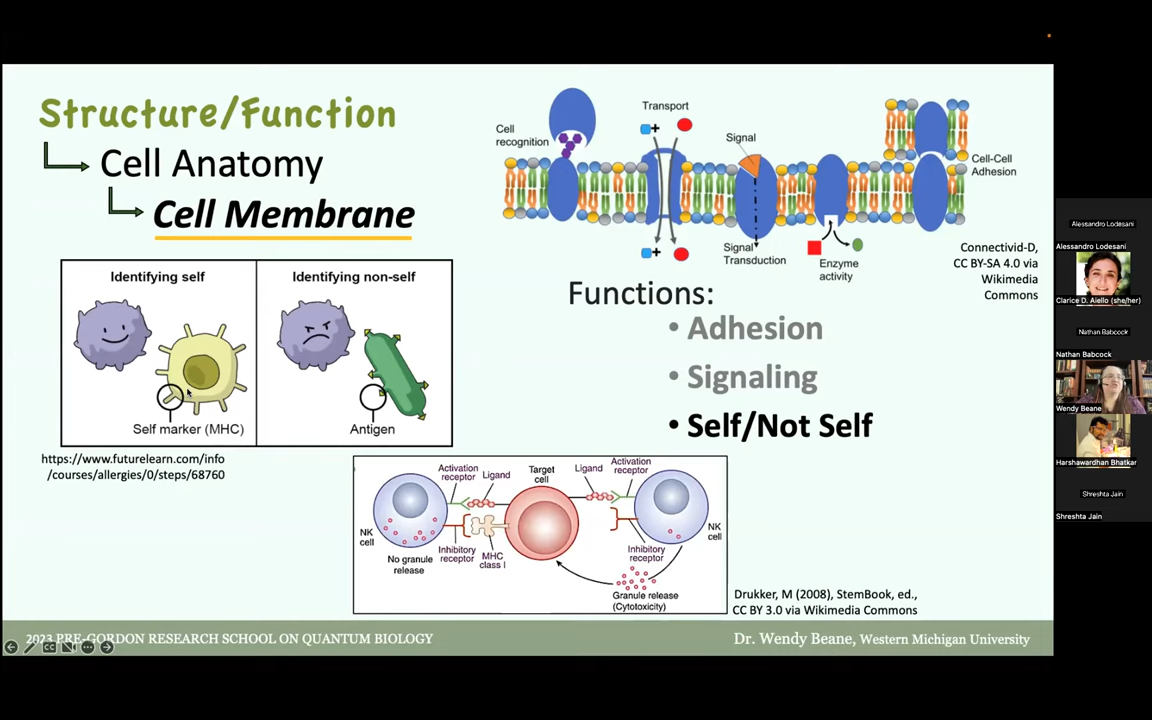 Structure/Function
Cell Anatomy
Cell Membrane
Cell
recognition
Transport
+
+
Signal
Signal
Transduction
Enzyme
activity
Cell-Cell
Adhesion
Connectivid-D,
CC BY-SA 4.0 via
Wikimedia
Commons
Identifying self
Identifying non-self
Self marker (MHC)
Antigen
https://www.futurelearn.com/info
/courses/allergies/0/steps/68760
Functions:
• Adhesion
• Signaling
• Self/Not Self
Activation
receptor
Ligand
Target
cell
Ligand
Activation
receptor
NK
cell
No granule
release
Inhibitory
receptor
MHC
class I
Inhibitory
receptor
NK
cell
Granule release
(Cytotoxicity)
Drukker, M (2008), StemBook, ed.,
CC BY 3.0 via Wikimedia Commons
2023 PRE-GORDON RESEARCH SCHOOL ON QUANTUM BIOLOGY
Dr. Wendy Beane, Western Michigan University
CC
Alessandro Lodesani
Alessandro Lodesani
Clarice D. Aiello (she/her)
Nathan Babcock
Nathan Babcock
Wendy Beane
Harshawardhan Bhatkar
Shreshta Jain
Shreshta Jain